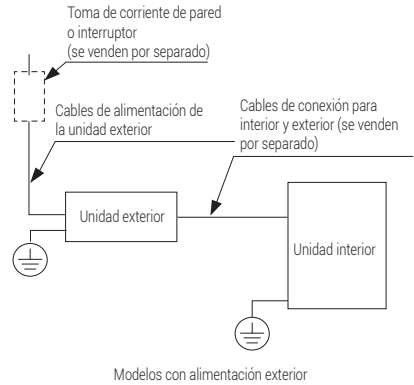 Toma de corriente de pared
o interruptor
(se venden por separado)
Cables de alimentación de
la unidad exterior
Cables de conexión para
interior y exterior (se venden
por separado)
Unidad exterior
Unidad interior
Modelos con alimentación exterior